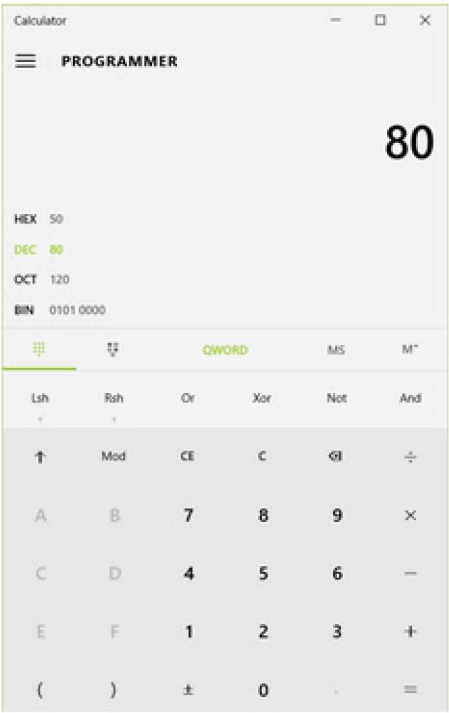 Calculator
PROGRAMMER
80
HEX 50
DEC 80
OCT 120
BIN 0101 0000
QWORD MS M˅
Lsh Rsh Or Xor Not And
↑ Mod CE C ⌫ ÷
A B 7 8 9 ×
C D 4 5 6 −
E F 1 2 3 +
( ) ± 0 . =